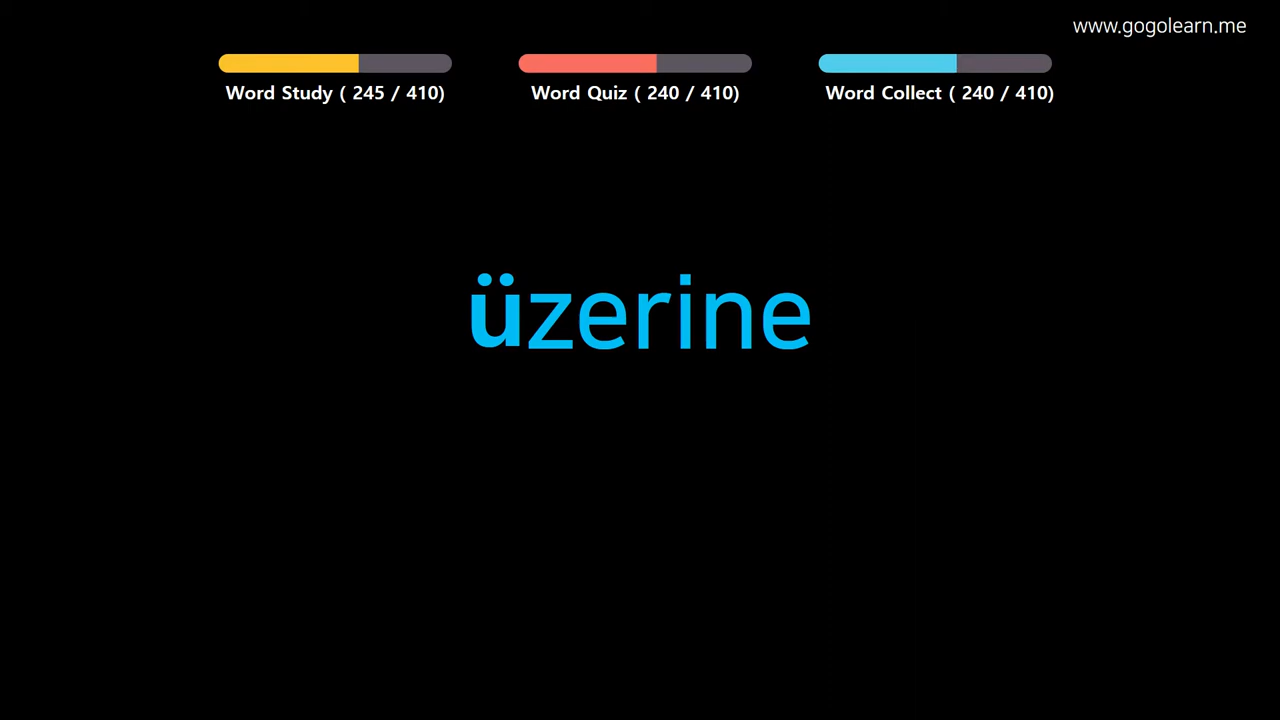 www.gogolearn.me
Word Study ( 245 / 410)
Word Quiz ( 240 / 410)
Word Collect ( 240 / 410)
üzerine